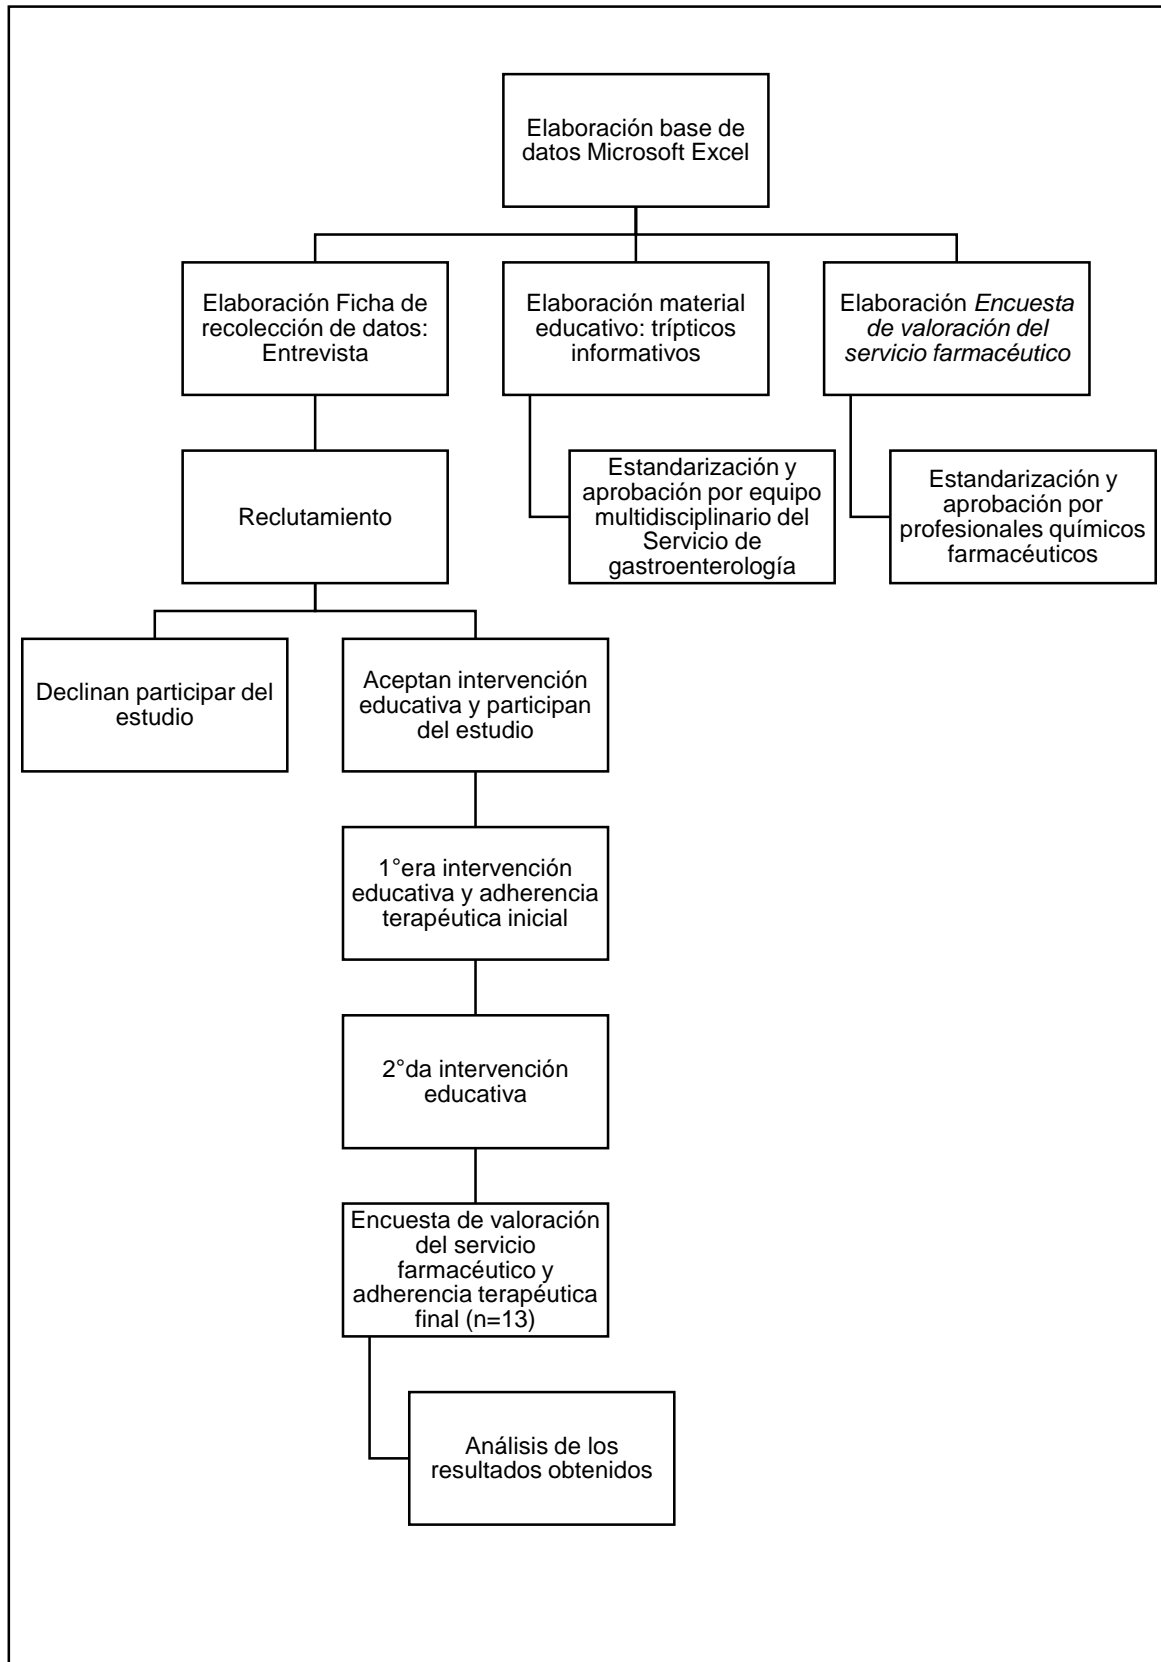 Elaboración base de
datos Microsoft Excel
Elaboración Ficha de
recolección de datos:
Entrevista
Elaboración material
educativo: trípticos
informativos
Elaboración Encuesta
de valoración del
servicio farmacéutico
Reclutamiento
Estandarización y
aprobación por equipo
multidisciplinario del
Servicio de
gastroenterología
Estandarización y
aprobación por
profesionales químicos
farmacéuticos
Declinan participar del
estudio
Aceptan intervención
educativa y participan
del estudio
1°era intervención
educativa y adherencia
terapéutica inicial
2°da intervención
educativa
Encuesta de valoración
del servicio
farmacéutico y
adherencia terapéutica
final (n=13)
Análisis de los
resultados obtenidos